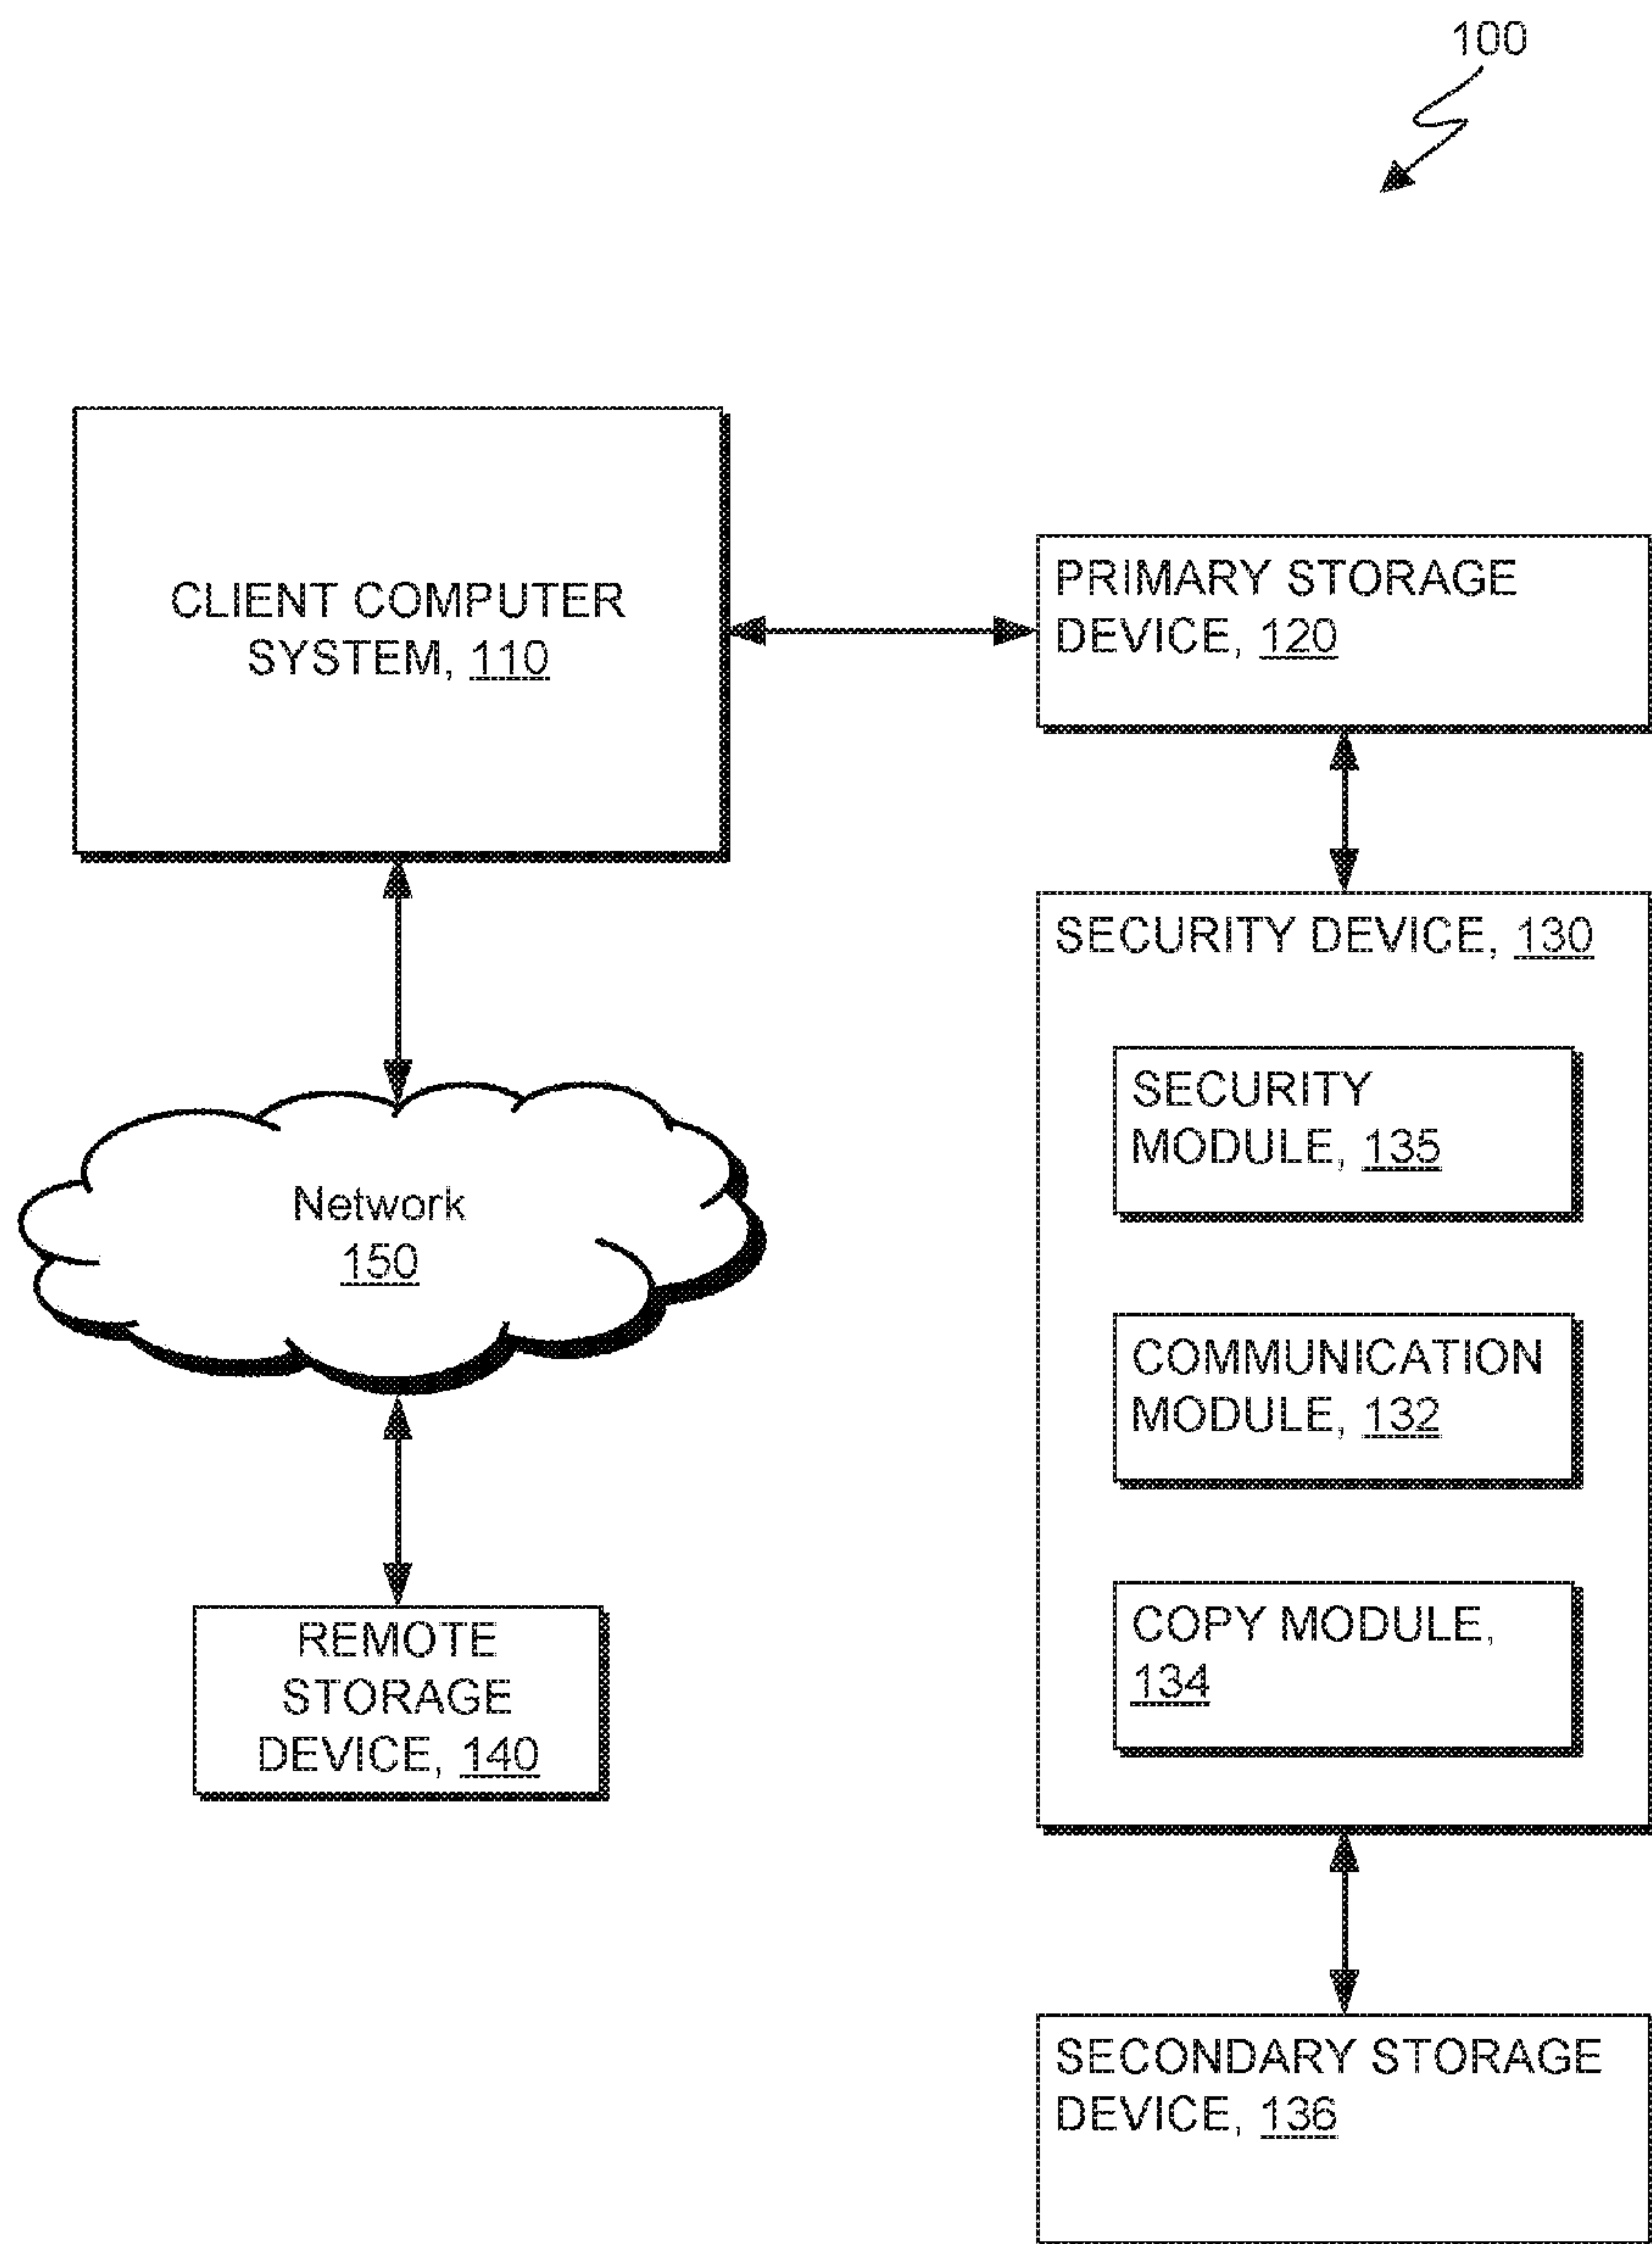 100
CLIENT COMPUTER
SYSTEM, 110
PRIMARY STORAGE
DEVICE, 120
SECURITY DEVICE, 130
SECURITY
MODULE, 135
Network
150
COMMUNICATION
MODULE, 132
COPY MODULE,
134
REMOTE
STORAGE
DEVICE, 140
SECONDARY STORAGE
DEVICE, 136